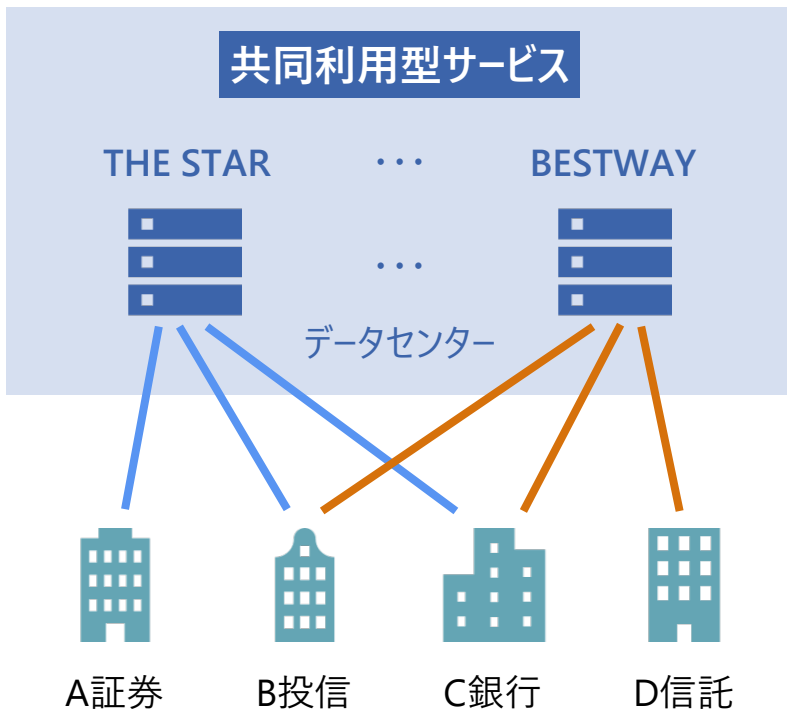 共同利用型サービス
THE STAR ・・・ BESTWAY
・・・
データセンター
A証券 B投信 C銀行 D信託